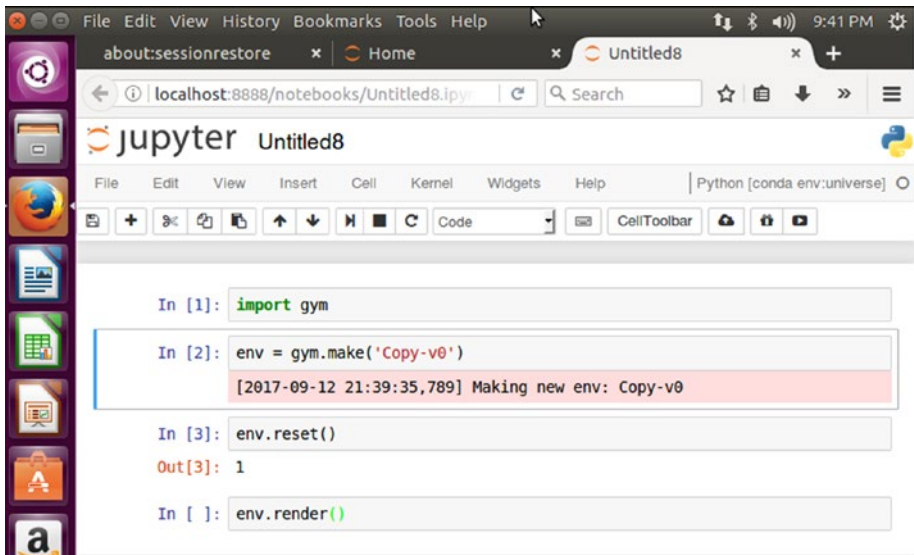 File Edit View History Bookmarks Tools Help 9:41 PM
about:sessionrestore × Home × Untitled8 × +
localhost:8888/notebooks/Untitled8.ipyn Search
jupyter Untitled8
File Edit View Insert Cell Kernel Widgets Help Python [conda env:universe]
Code CellToolbar
In [1]: import gym
In [2]: env = gym.make('Copy-v0')
[2017-09-12 21:39:35,789] Making new env: Copy-v0
In [3]: env.reset()
Out[3]: 1
In [ ]: env.render()